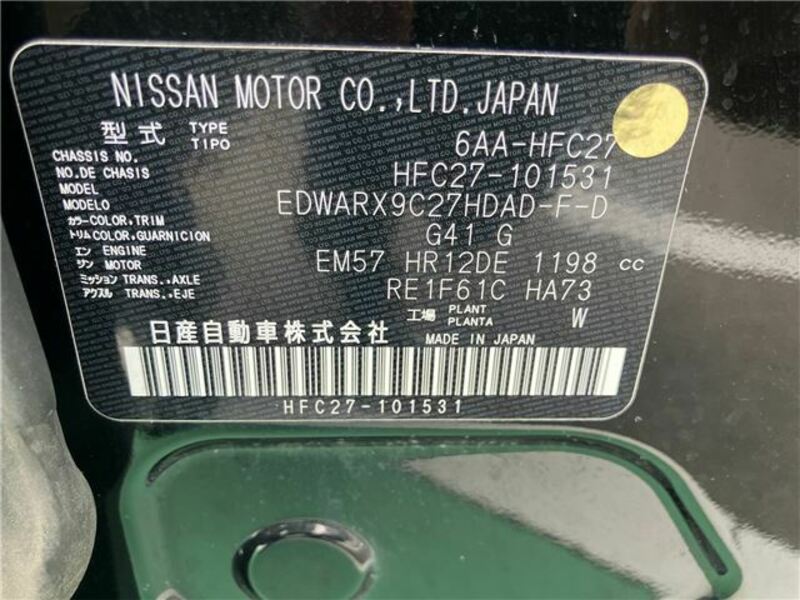 NISSAN MOTOR CO.,LTD.JAPAN
型式 TYPE TIPO 6AA-HFC27
CHASSIS NO.
NO.DE CHASIS HFC27-101531
MODEL
MODELO EDWARX9C27HDAD-F-D
カラー COLOR,TRIM
トリム COLOR,GUARNICION G41 G
エン ENGINE
ジン MOTOR EM57 HR12DE 1198 cc
ミッション TRANS.,AXLE
アクスル TRANS.,EJE RE1F61C HA73
工場 PLANT PLANTA W
日産自動車株式会社 MADE IN JAPAN
HFC27-101531